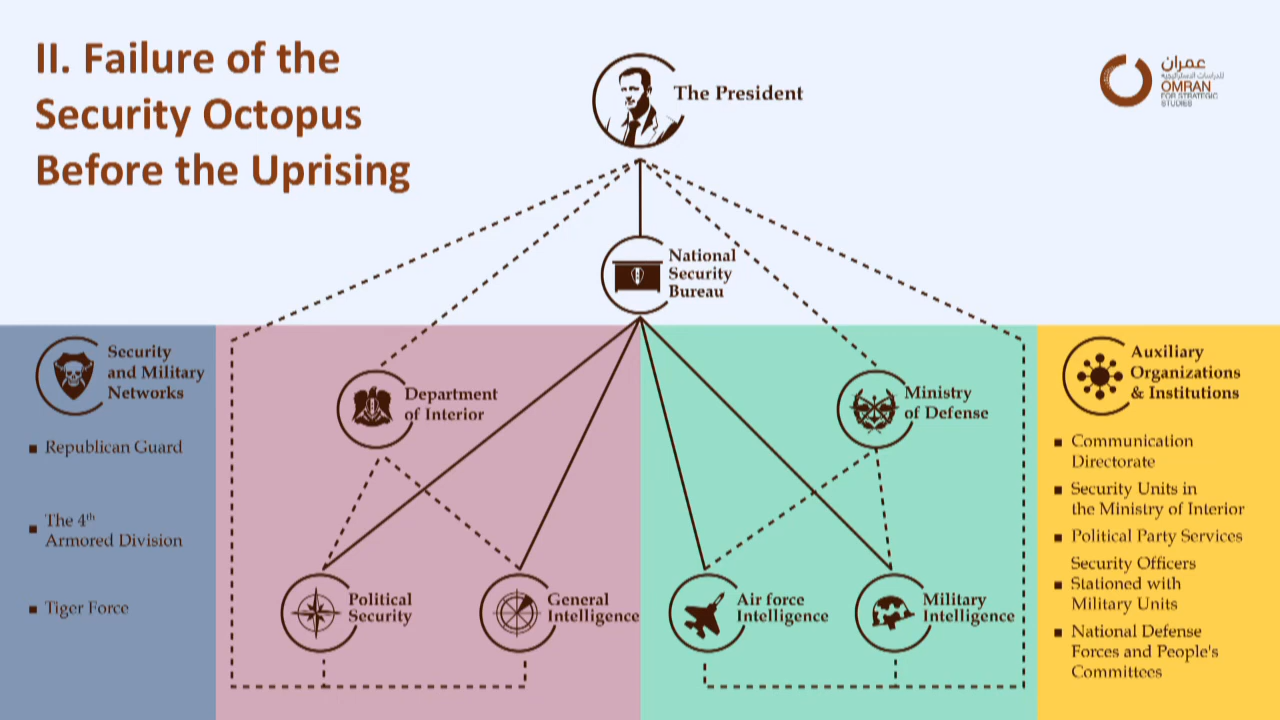 II. Failure of the
Security Octopus
Before the Uprising
The President
عمران
للدراسات الاستراتيجية
OMRAN
FOR STRATEGIC
STUDIES
National
Security
Bureau
Security
and Military
Networks
■ Republican Guard
■ The 4th
Armored Division
■ Tiger Force
Department
of Interior
Ministry
of Defense
Political
Security
General
Intelligence
Air force
Intelligence
Military
Intelligence
Auxiliary
Organizations
& Institutions
■ Communication
Directorate
■ Security Units in
the Ministry of Interior
■ Political Party Services
Security Officers
■ Stationed with
Military Units
■ National Defense
Forces and People's
Committees